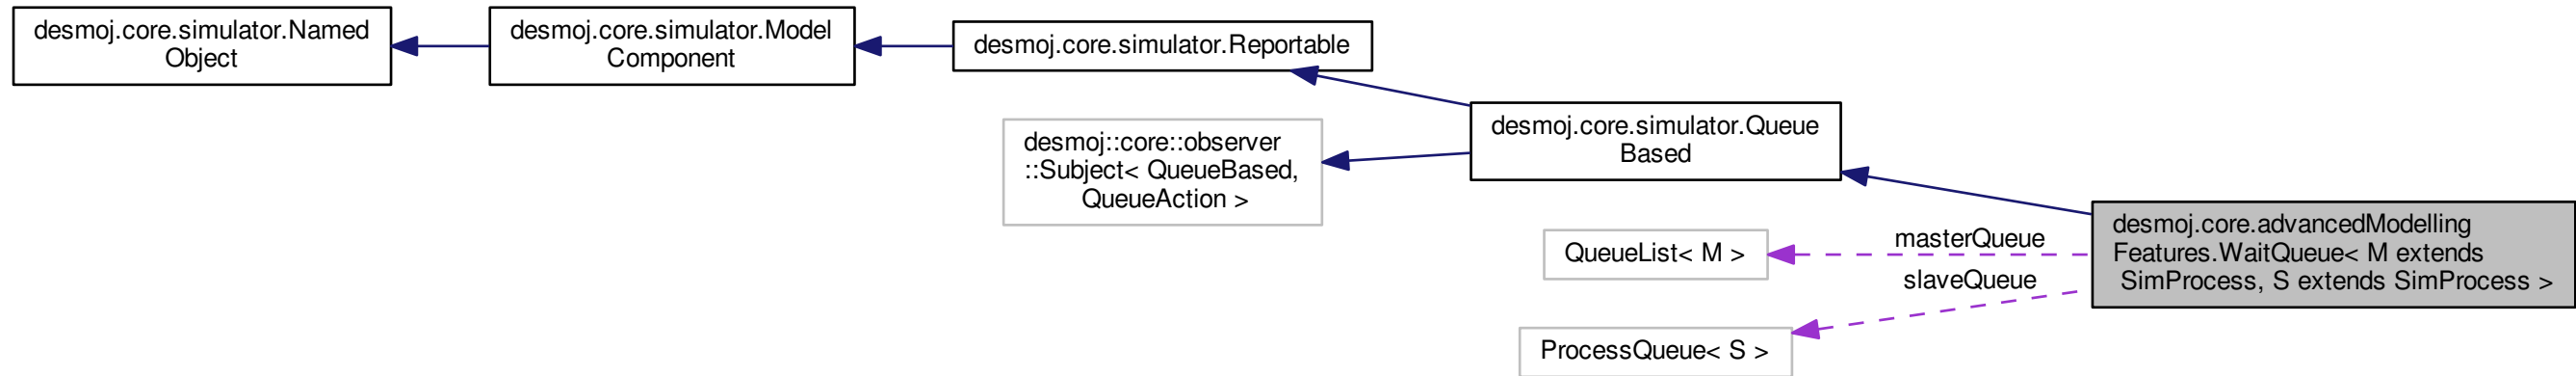 desmoj.core.simulator.Named
Object
desmoj.core.simulator.Model
Component
desmoj.core.simulator.Reportable
desmoj::core::observer
::Subject< QueueBased,
QueueAction >
desmoj.core.simulator.Queue
Based
QueueList< M >
masterQueue
slaveQueue
ProcessQueue< S >
desmoj.core.advancedModelling
Features.WaitQueue< M extends
SimProcess, S extends SimProcess >